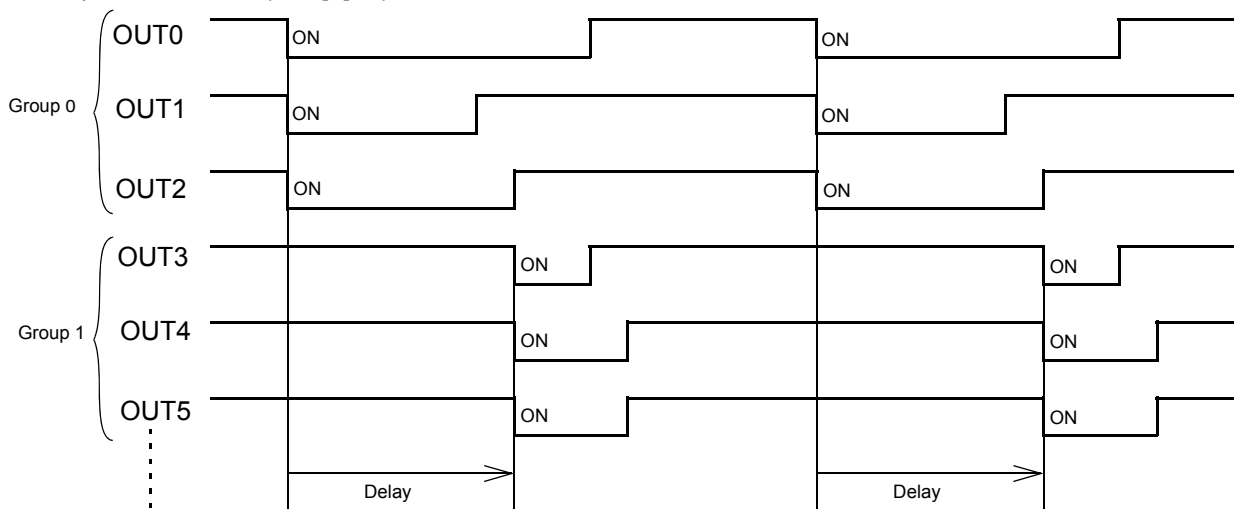 OUT0 ON ON
Group 0
OUT1 ON ON
OUT2 ON ON
OUT3 ON ON
Group 1
OUT4 ON ON
OUT5 ON ON
Delay Delay